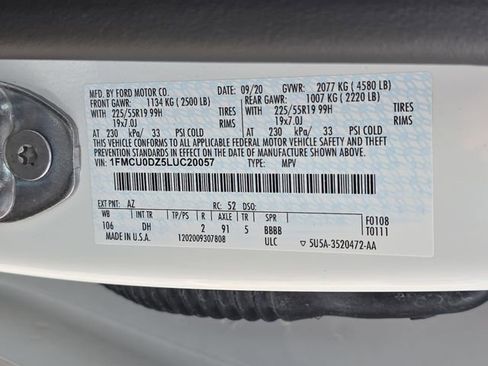 MFD. BY FORD MOTOR CO. DATE: 09/20 GVWR: 2077 KG ( 4580 LB)
FRONT GAWR: 1134 KG ( 2500 LB) REAR GAWR: 1007 KG ( 2220 LB)
WITH 225/55R19 99H TIRES WITH 225/55R19 99H TIRES
19x7.0J RIMS 19x7.0J RIMS
AT 230 kPa/ 33 PSI COLD AT 230 kPa/ 33 PSI COLD
THIS VEHICLE CONFORMS TO ALL APPLICABLE FEDERAL MOTOR VEHICLE
SAFETY AND THEFT PREVENTION STANDARDS IN EFFECT ON THE DATE OF
MANUFACTURE SHOWN ABOVE.
VIN: 1FMCU0DZ5LUC20057 TYPE: MPV
EXT PNT: AZ RC: 52 DSO: F0108
WB INT TR TP/PS R AXLE TR SPR T0111
106 DH 2 91 5 BBBB
MADE IN U.S.A. 1202009307808 ULC 5U5A-3520472-AA